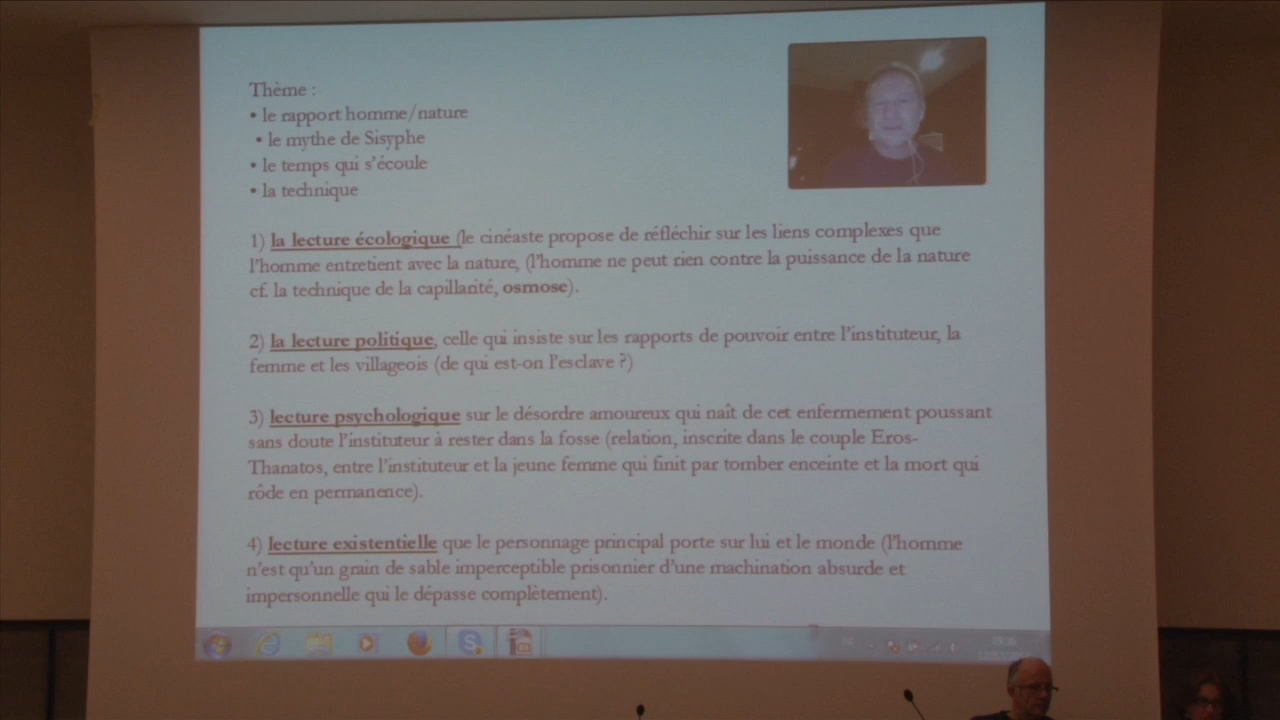 Thème :
• le rapport homme/nature
• le mythe de Sisyphe
• le temps qui s'écoule
• la technique
1) la lecture écologique (le cinéaste propose de réfléchir sur les liens complexes que
l'homme entretient avec la nature, (l'homme ne peut rien contre la puissance de la nature
cf. la technique de la capillarité, osmose).
2) la lecture politique, celle qui insiste sur les rapports de pouvoir entre l'instituteur, la
femme et les villageois (de qui est-on l'esclave ?)
3) lecture psychologique sur le désordre amoureux qui naît de cet enfermement poussant
sans doute l'instituteur à rester dans la fosse (relation, inscrite dans le couple Eros-
Thanatos, entre l'instituteur et la jeune femme qui finit par tomber enceinte et la mort qui
rôde en permanence).
4) lecture existentielle que le personnage principal porte sur lui et le monde (l'homme
n'est qu'un grain de sable imperceptible prisonnier d'une machination absurde et
impersonnelle qui le dépasse complètement).